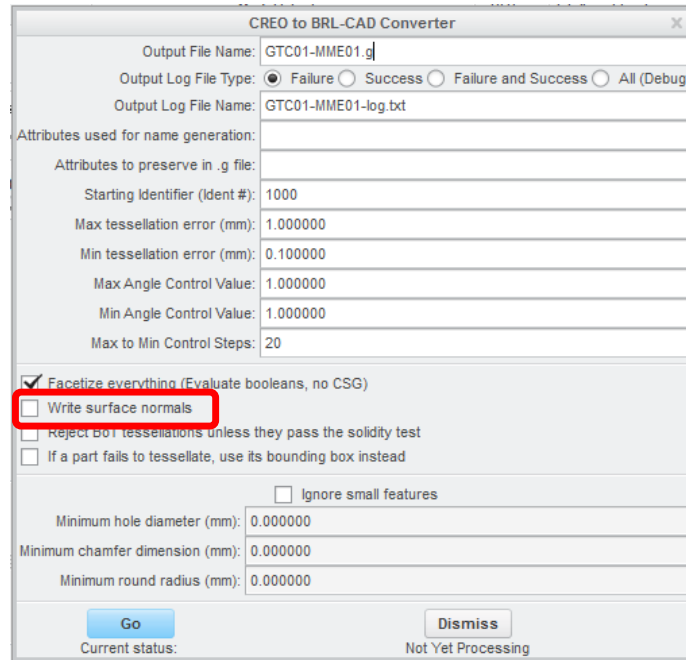 CREO to BRL-CAD Converter
Output File Name: GTC01-MME01.g
Output Log File Type: Failure Success Failure and Success All (Debug
Output Log File Name: GTC01-MME01-log.txt
Attributes used for name generation:
Attributes to preserve in .g file:
Starting Identifier (Ident #): 1000
Max tessellation error (mm): 1.000000
Min tessellation error (mm): 0.100000
Max Angle Control Value: 1.000000
Min Angle Control Value: 1.000000
Max to Min Control Steps: 20
Facetize everything (Evaluate booleans, no CSG)
Write surface normals
Reject BoT tessellations unless they pass the solidity test
If a part fails to tessellate, use its bounding box instead
Ignore small features
Minimum hole diameter (mm): 0.000000
Minimum chamfer dimension (mm): 0.000000
Minimum round radius (mm): 0.000000
Go Dismiss
Current status: Not Yet Processing